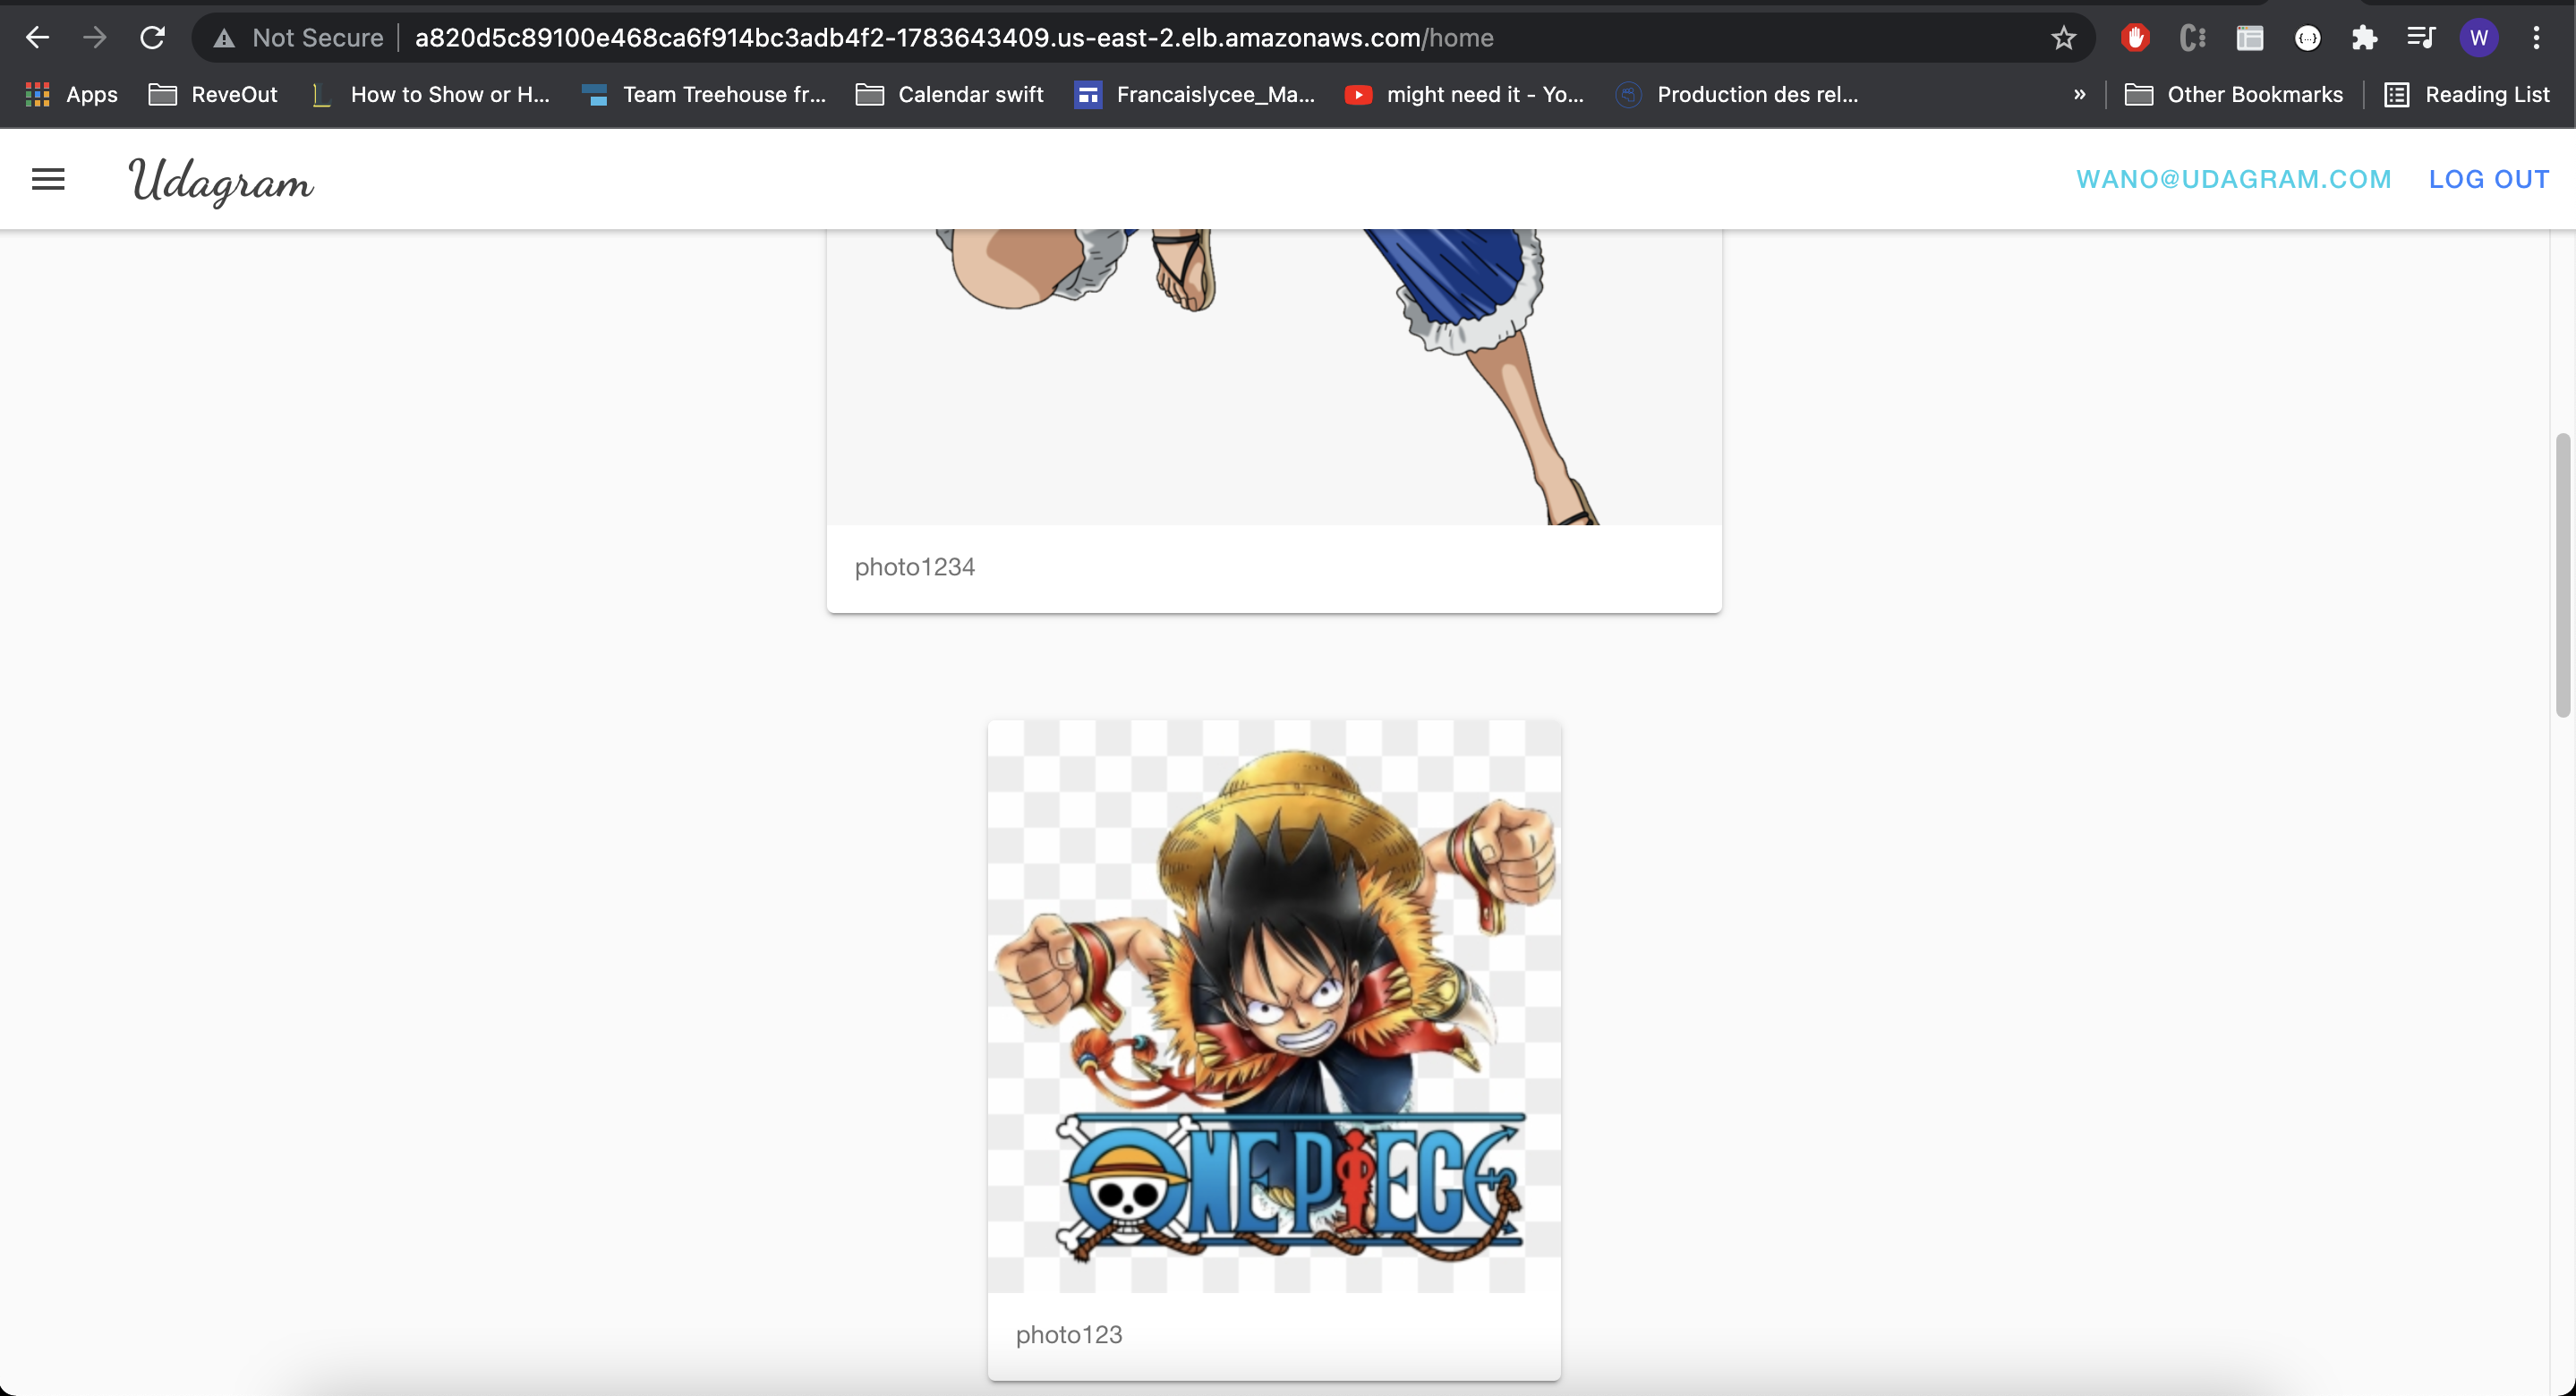 Not Secure a820d5c89100e468ca6f914bc3adb4f2-1783643409.us-east-2.elb.amazonaws.com/home W
Apps ReveOut How to Show or H... Team Treehouse fr... Calendar swift Francaislycee_Ma... might need it - Yo... Production des rel... » Other Bookmarks Reading List
Udagram WANO@UDAGRAM.COM LOG OUT
photo1234
ONE PIECE
photo123